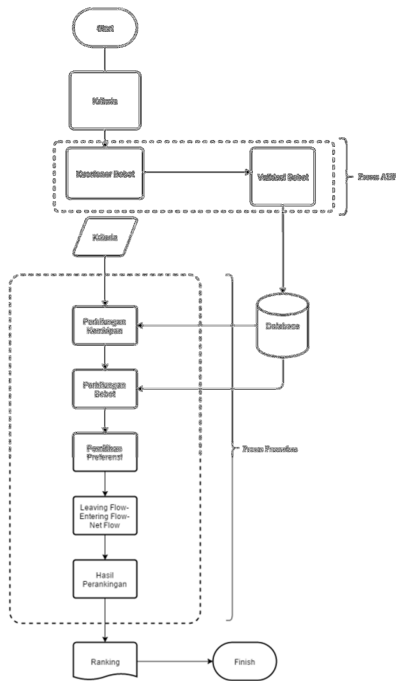 Start
Kriteria
Kuesioner Bobot
Validasi Bobot
Proses AHP
Kriteria
Perhitungan
Kemiripan
Database
Perhitungan
Bobot
Pemilihan
Preferensi
Proses Promethee
Leaving Flow-
Entering Flow-
Net Flow
Hasil
Perankingan
Ranking
Finish